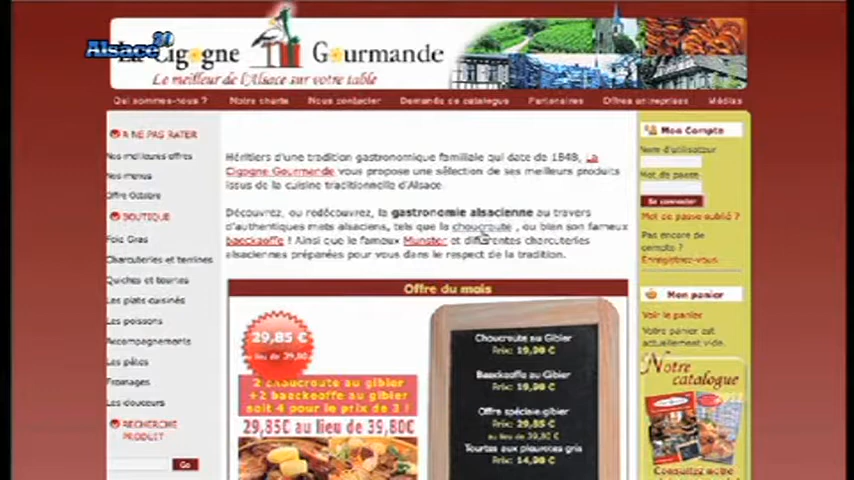 Alsace20
La Cigogne Gourmande
Le meilleur de l'Alsace sur votre table
Qui sommes-nous ? Notre charte Nous contacter Demande de catalogue Partenaires Offres entreprises Médias
A NE PAS RATER
Nos meilleurs offres
Nos menus
Offre Octobre
BOUTIQUE
Foie Gras
Charcuteries et terrines
Quiches et tourtes
Les plats cuisinés
Les poissons
Accompagnements
Les pâtes
Fromages
Les douceurs
RECHERCHE
PRODUIT
Go
Héritiers d'une tradition gastronomique familiale qui date de 1848, La
Cigogne Gourmande vous propose une sélection de ses meilleurs produits
issus de la cuisine traditionnelle d'Alsace.
Découvrez, ou redécouvrez, la gastronomie alsacienne au travers
d'authentiques mets alsaciens, tels que la choucroute , ou bien son fameux
baeckaoffe ! Ainsi que le fameux Munster et différentes charcuteries
alsaciennes préparées pour vous dans le respect de la tradition.
Offre du mois
29,85 €
au lieu de 39,80
2 choucroute au gibier
+2 baeckaoffe au gibier
soit 4 pour le prix de 3 !
29,85€ au lieu de 39,80€
Choucroute au Gibier
Prix: 19,90 €
Baeckaoffe au Gibier
Prix: 19,90 €
Offre spéciale gibier
Prix: 29,85 €
au lieu de 39,80 €
Tourtes aux pleurotes gris
Prix: 14,90 €
Mon Compte
Nom d'utilisateur
Mot de passe
Se connecter
Mot de passe oublié ?
Pas encore de
compte ?
Enregistrez-vous
Mon panier
Voir le panier
Votre panier est
actuellement vide.
Notre
catalogue
Consultez notre